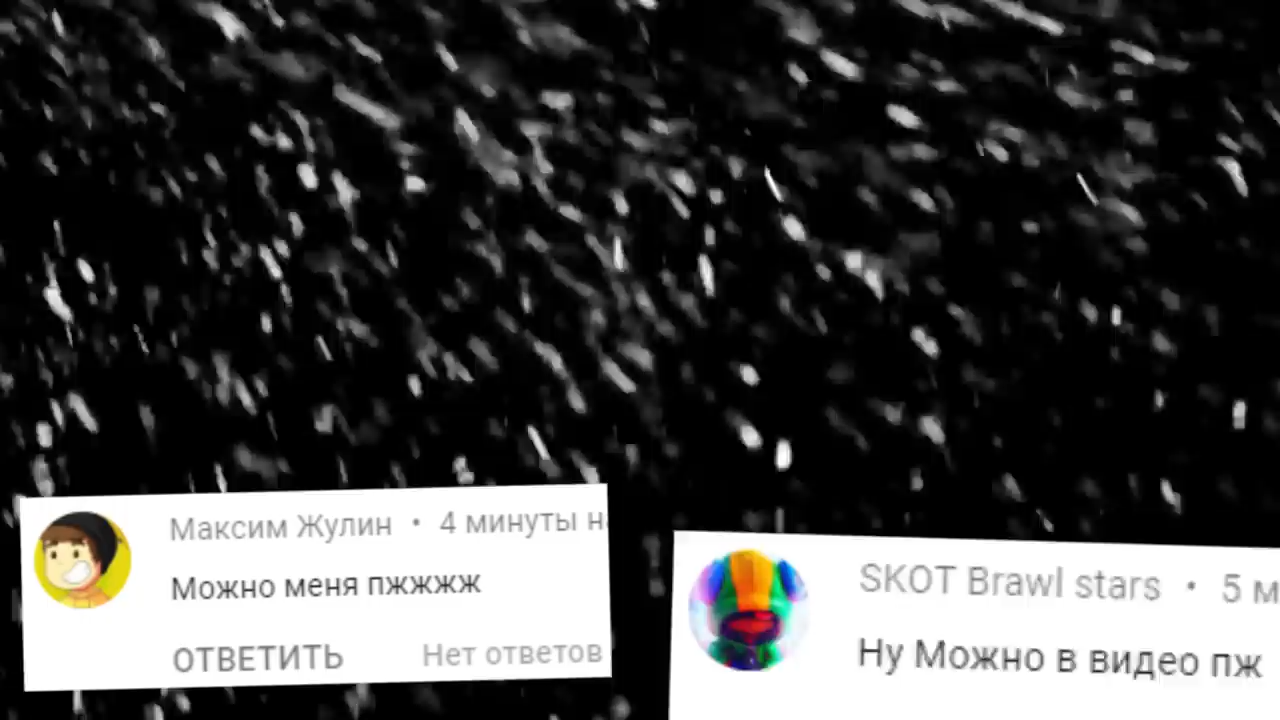 Максим Жулин • 4 минуты
Можно меня пжжжж
ОТВЕТИТЬ Нет ответов
SKOT Brawl stars • 5
Ну Можно в видео пж